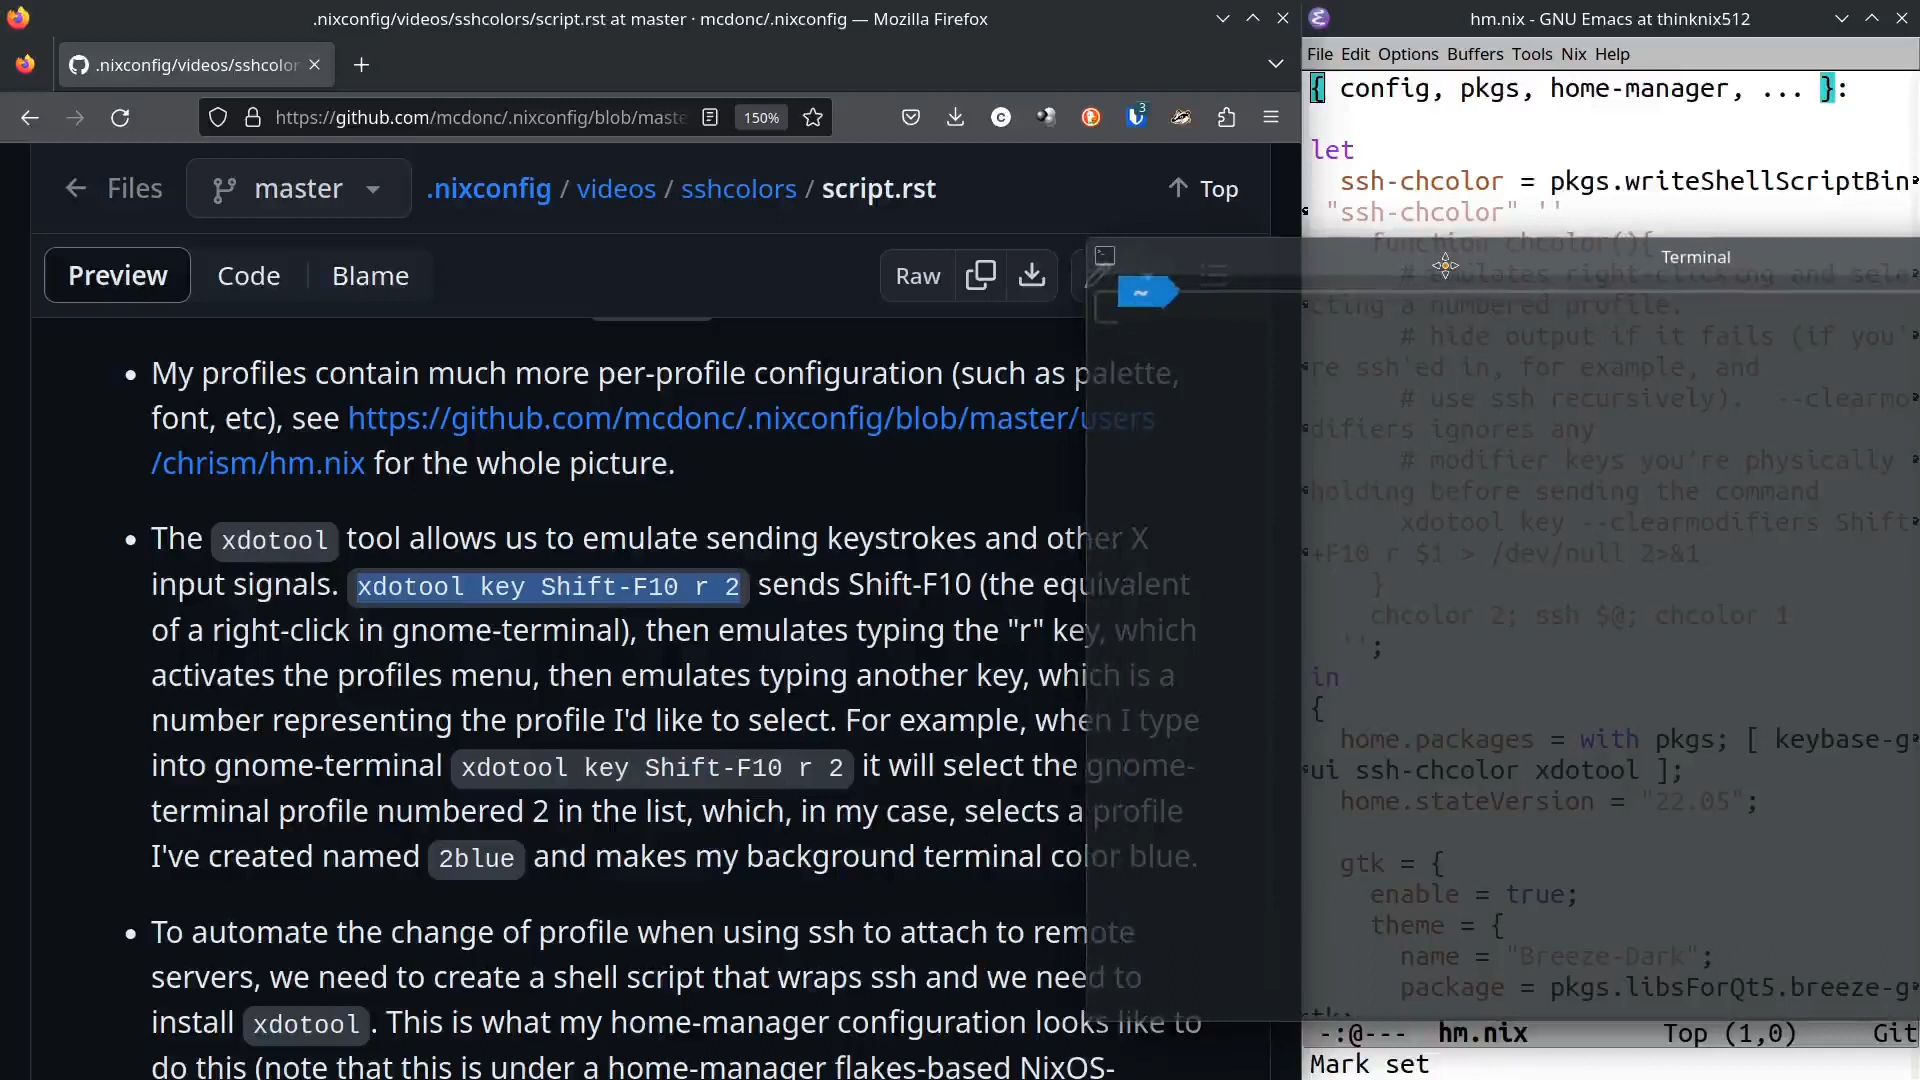 .nixconfig/videos/sshcolors/script.rst at master · mcdonc/.nixconfig — Mozilla Firefox
.nixconfig/videos/sshcolor
https://github.com/mcdonc/.nixconfig/blob/maste
150%
3
Files
master
.nixconfig / videos / sshcolors / script.rst
Top
Preview
Code
Blame
Raw
• My profiles contain much more per-profile configuration (such as palette,
font, etc), see https://github.com/mcdonc/.nixconfig/blob/master/users
/chrism/hm.nix for the whole picture.
• The xdotool tool allows us to emulate sending keystrokes and other X
input signals. xdotool key Shift-F10 r 2 sends Shift-F10 (the equivalent
of a right-click in gnome-terminal), then emulates typing the "r" key, which
activates the profiles menu, then emulates typing another key, which is a
number representing the profile I'd like to select. For example, when I type
into gnome-terminal xdotool key Shift-F10 r 2 it will select the gnome-
terminal profile numbered 2 in the list, which, in my case, selects a profile
I've created named 2blue and makes my background terminal color blue.
• To automate the change of profile when using ssh to attach to remote
servers, we need to create a shell script that wraps ssh and we need to
install xdotool. This is what my home-manager configuration looks like to
do this (note that this is under a home-manager flakes-based NixOS-
hm.nix - GNU Emacs at thinknix512
File Edit Options Buffers Tools Nix Help
{ config, pkgs, home-manager, ... }:
let
ssh-chcolor = pkgs.writeShellScriptBin
"ssh-chcolor" ''
function chcolor(){
# emulates right-clicking and sele
cting a numbered profile.
# hide output if it fails (if you'
re ssh'ed in, for example, and
# use ssh recursively). --clearmo
difiers ignores any
# modifier keys you're physically
holding before sending the command
xdotool key --clearmodifiers Shift
+F10 r $1 > /dev/null 2>&1
}
chcolor 2; ssh $@; chcolor 1
'';
in
{
home.packages = with pkgs; [ keybase-g
ui ssh-chcolor xdotool ];
home.stateVersion = "22.05";
gtk = {
enable = true;
theme = {
name = "Breeze-Dark";
package = pkgs.libsForQt5.breeze-g
tk;
-:@--- hm.nix Top (1,0) Git
Mark set
Terminal
~